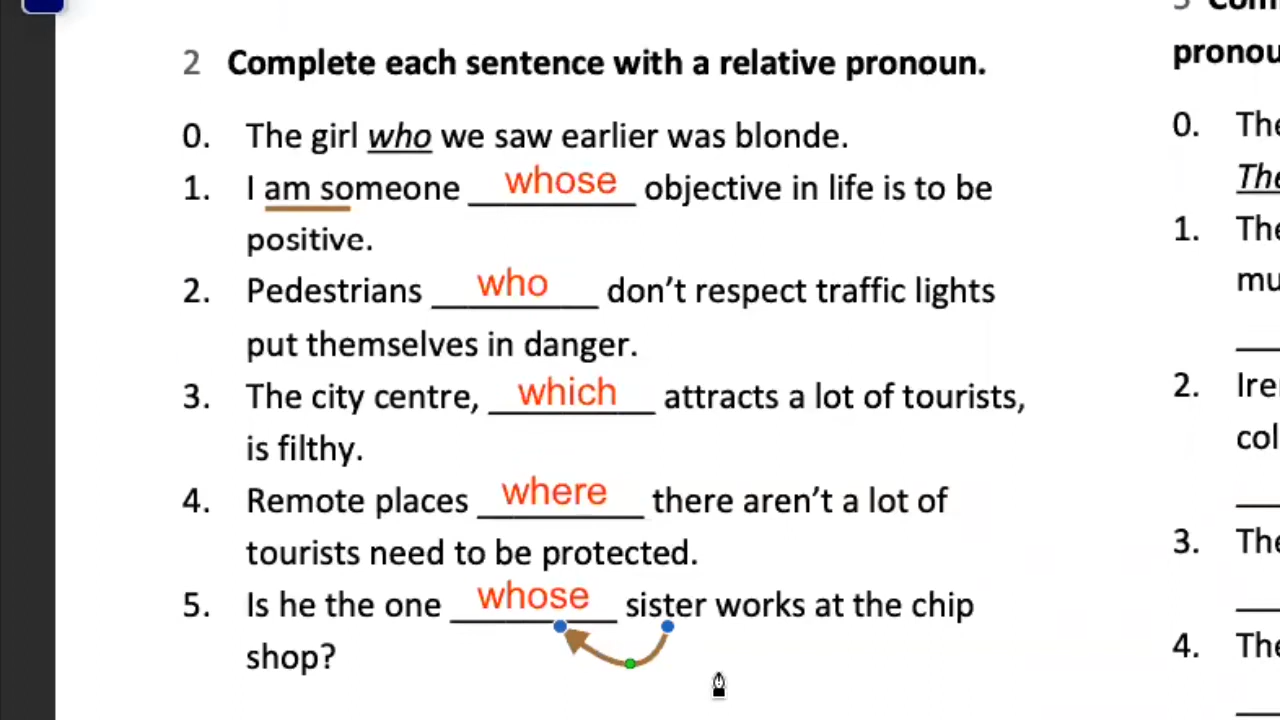 2 Complete each sentence with a relative pronoun.
0. The girl who we saw earlier was blonde.
1. I am someone whose objective in life is to be
positive.
2. Pedestrians who don't respect traffic lights
put themselves in danger.
3. The city centre, which attracts a lot of tourists,
is filthy.
4. Remote places where there aren't a lot of
tourists need to be protected.
5. Is he the one whose sister works at the chip
shop?
pronou
0. The
The
1. The
mu
2. Ire
col
3. The
4. The